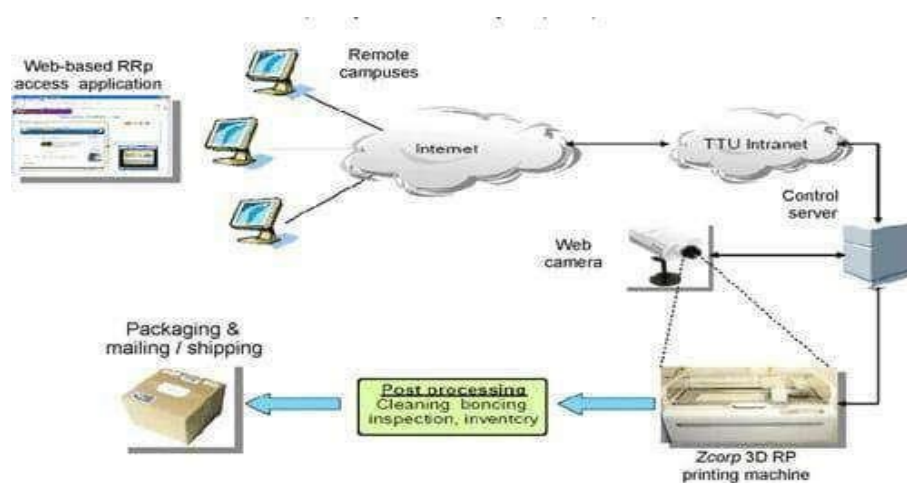 Web-based RRp
access application
Remote
campuses
Internet
TTU Intranet
Control
server
Web
camera
Packaging &
mailing / shipping
Post processing
Cleaning boncing
inspection, inventory
Zcorp 3D RP
printing machine